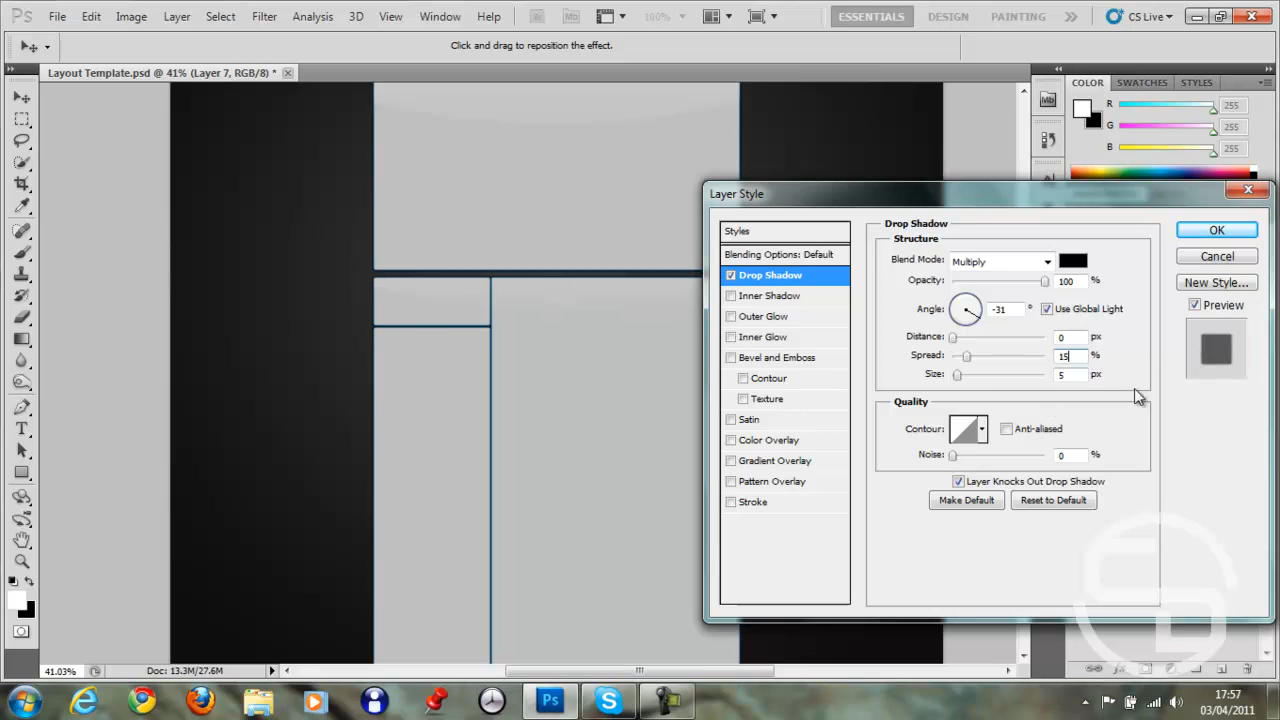 Ps File Edit Image Layer Select Filter Analysis 3D View Window Help Br Mb 100% ESSENTIALS DESIGN PAINTING CS Live
Click and drag to reposition the effect.
Layout Template.psd @ 41% (Layer 7, RGB/8) *
COLOR SWATCHES STYLES
Mb
R 255
G 255
B 255
Layer Style
Styles
Blending Options: Default
Drop Shadow
Inner Shadow
Outer Glow
Inner Glow
Bevel and Emboss
Contour
Texture
Satin
Color Overlay
Gradient Overlay
Pattern Overlay
Stroke
Drop Shadow
Structure
Blend Mode: Multiply
Opacity: 100 %
Angle: -31 ° Use Global Light
Distance: 0 px
Spread: 15 %
Size: 5 px
Quality
Contour: Anti-aliased
Noise: 0 %
Layer Knocks Out Drop Shadow
Make Default Reset to Default
OK
Cancel
New Style...
Preview
SD
41.03% Doc: 13.3M/27.6M
Ps
17:57
03/04/2011